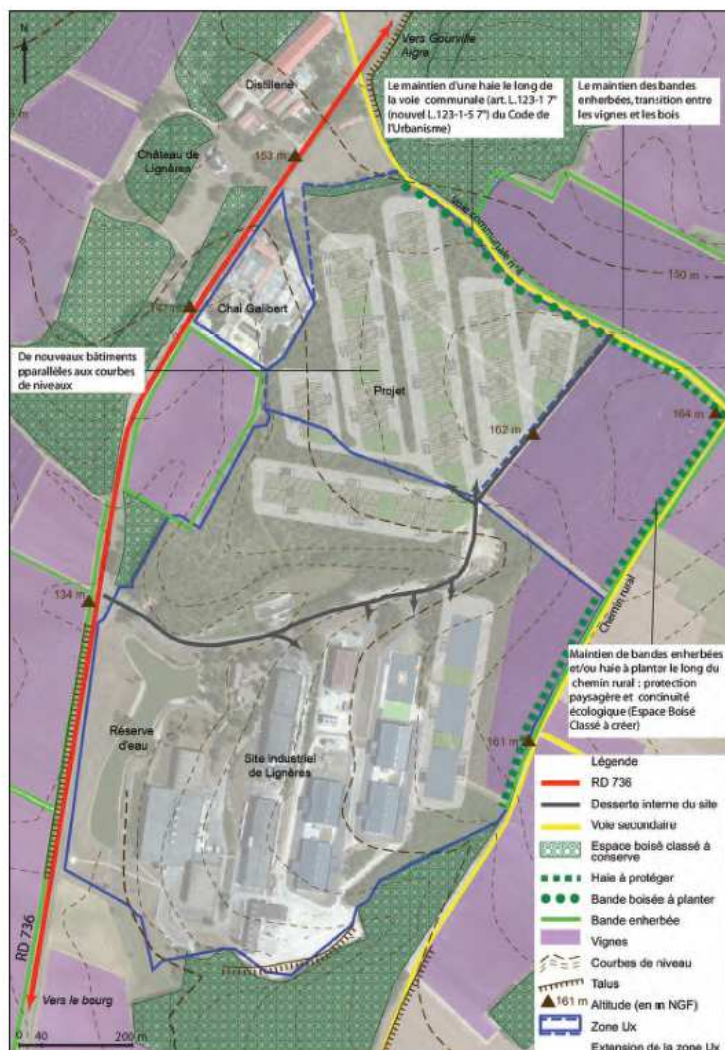 N
Vers Gourville
Aigre
Distillerie
Le maintien d'une haie le long de
la voie communale (art. L.123-1 7°
(nouvel L.123-1-5 7°) du Code de
l'Urbanisme)
Le maintien des bandes
enherbées, transition entre
les vignes et les bois
Château de
Lignères
153 m
Voie communale n°4
150 m
147 m
Chai Galibert
De nouveaux bâtiments
pparallèles aux courbes
de niveaux
Projet
162 m
164 m
134 m
Chemin rural
Maintien de bandes enherbées
et/ou haie à planter le long du
chemin rural : protection
paysagère et continuité
écologique (Espace Boisé
Classé à créer)
Réserve
d'eau
Site industriel
de Lignères
161 m
RD 736
Vers le bourg
0 40 200 m
Légende
RD 736
Desserte interne du site
Voie secondaire
Espace boisé classé à
conserve
Haie à protéger
Bande boisée à planter
Bande enherbée
Vignes
Courbes de niveau
Talus
161 m Altitude (en m NGF)
Zone Ux
Extension de la zone Ux